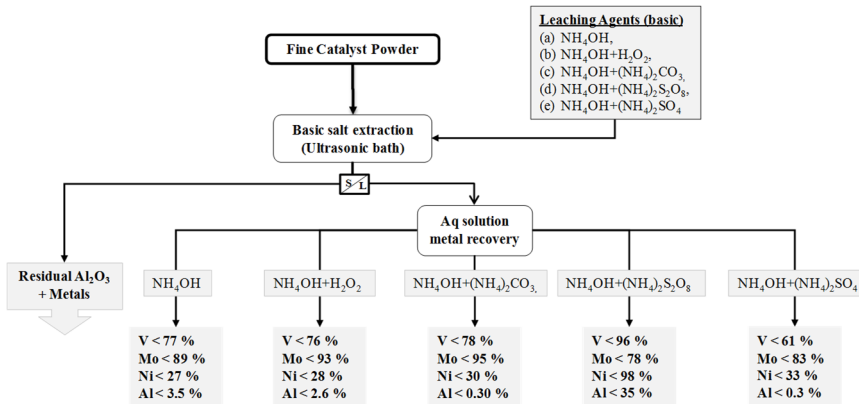 Fine Catalyst Powder
Leaching Agents (basic)
(a) NH₄OH,
(b) NH₄OH+H₂O₂,
(c) NH₄OH+(NH₄)₂CO₃,
(d) NH₄OH+(NH₄)₂S₂O₈,
(e) NH₄OH+(NH₄)₂SO₄
Basic salt extraction
(Ultrasonic bath)
S/L
Aq solution
metal recovery
Residual Al₂O₃
+ Metals
NH₄OH
NH₄OH+H₂O₂
NH₄OH+(NH₄)₂CO₃,
NH₄OH+(NH₄)₂S₂O₈
NH₄OH+(NH₄)₂SO₄
V < 77 %
Mo < 89 %
Ni < 27 %
Al < 3.5 %
V < 76 %
Mo < 93 %
Ni < 28 %
Al < 2.6 %
V < 78 %
Mo < 95 %
Ni < 30 %
Al < 0.30 %
V < 96 %
Mo < 78 %
Ni < 98 %
Al < 35 %
V < 61 %
Mo < 83 %
Ni < 33 %
Al < 0.3 %